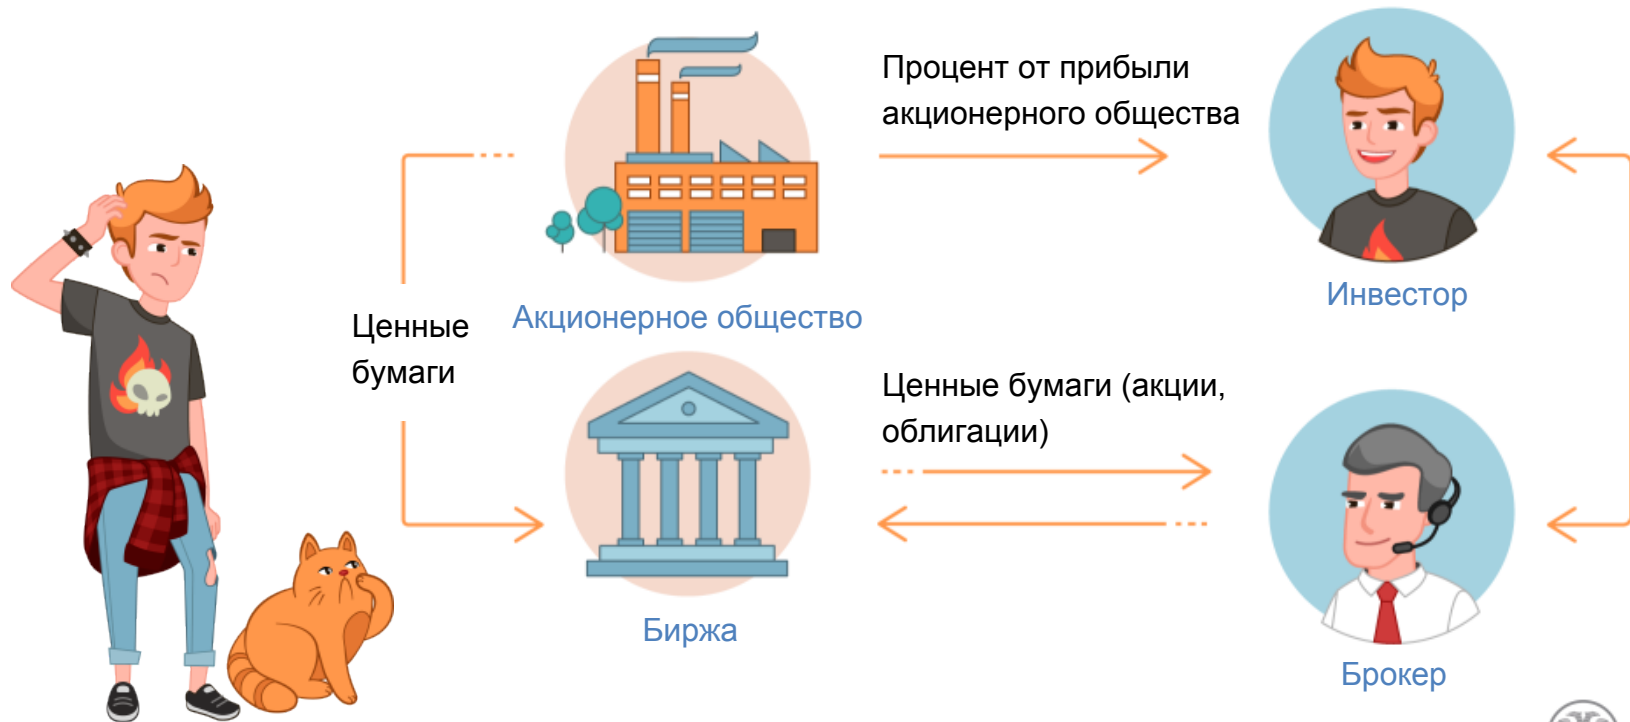 Процент от прибыли
акционерного общества
Ценные
бумаги
Акционерное общество
Инвестор
Ценные бумаги (акции,
облигации)
Биржа
Брокер